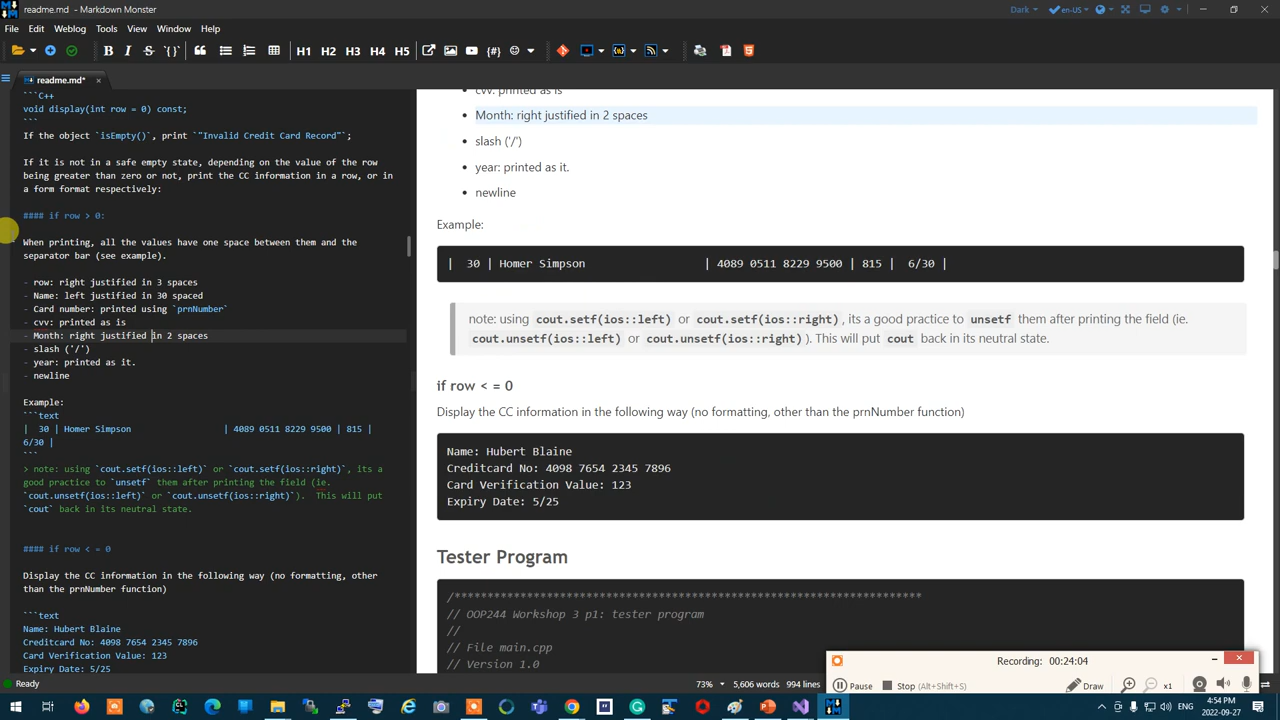 readme.md* - Markdown Monster
Dark
en-US
File Edit Weblog Tools View Window Help
B I S H1 H2 H3 H4 H5
readme.md*
```C++
void display(int row = 0) const;
```
If the object `isEmpty()`, print `"Invalid Credit Card Record"`;
If it is not in a safe empty state, depending on the value of the row
being greater than zero or not, print the CC information in a row, or in
a form format respectively:
#### if row > 0:
When printing, all the values have one space between them and the
separator bar (see example).
- row: right justified in 3 spaces
- Name: left justified in 30 spaced
- Card number: printed using `prnNumber`
- cvv: printed as is
- Month: right justified in 2 spaces
- slash ('/')
- year: printed as it.
- newline
Example:
```text
|  30 | Homer Simpson                  | 4089 0511 8229 9500 | 815 |
6/30 |
```
> note: using `cout.setf(ios::left)` or `cout.setf(ios::right)`, its a
good practice to `unsetf` them after printing the field (ie.
`cout.unsetf(ios::left)` or `cout.unsetf(ios::right)`).  This will put
`cout` back in its neutral state.
#### if row < = 0
Display the CC information in the following way (no formatting, other
than the prnNumber function)
```text
Name: Hubert Blaine
Creditcard No: 4098 7654 2345 7896
Card Verification Value: 123
Expiry Date: 5/25
cvv: printed as is
Month: right justified in 2 spaces
slash ('/')
year: printed as it.
newline
Example:
|  30 | Homer Simpson                  | 4089 0511 8229 9500 | 815 |  6/30 |
note: using cout.setf(ios::left) or cout.setf(ios::right), its a good practice to unsetf them after printing the field (ie.
cout.unsetf(ios::left) or cout.unsetf(ios::right)). This will put cout back in its neutral state.
if row < = 0
Display the CC information in the following way (no formatting, other than the prnNumber function)
Name: Hubert Blaine
Creditcard No: 4098 7654 2345 7896
Card Verification Value: 123
Expiry Date: 5/25
Tester Program
/***********************************************************************
// OOP244 Workshop 3 p1: tester program
//
// File main.cpp
// Version 1.0
Recording: 00:24:04
Pause Stop (Alt+Shift+S) Draw x1
Ready 73% 5,606 words 994 lines
ENG 4:54 PM 2022-09-27